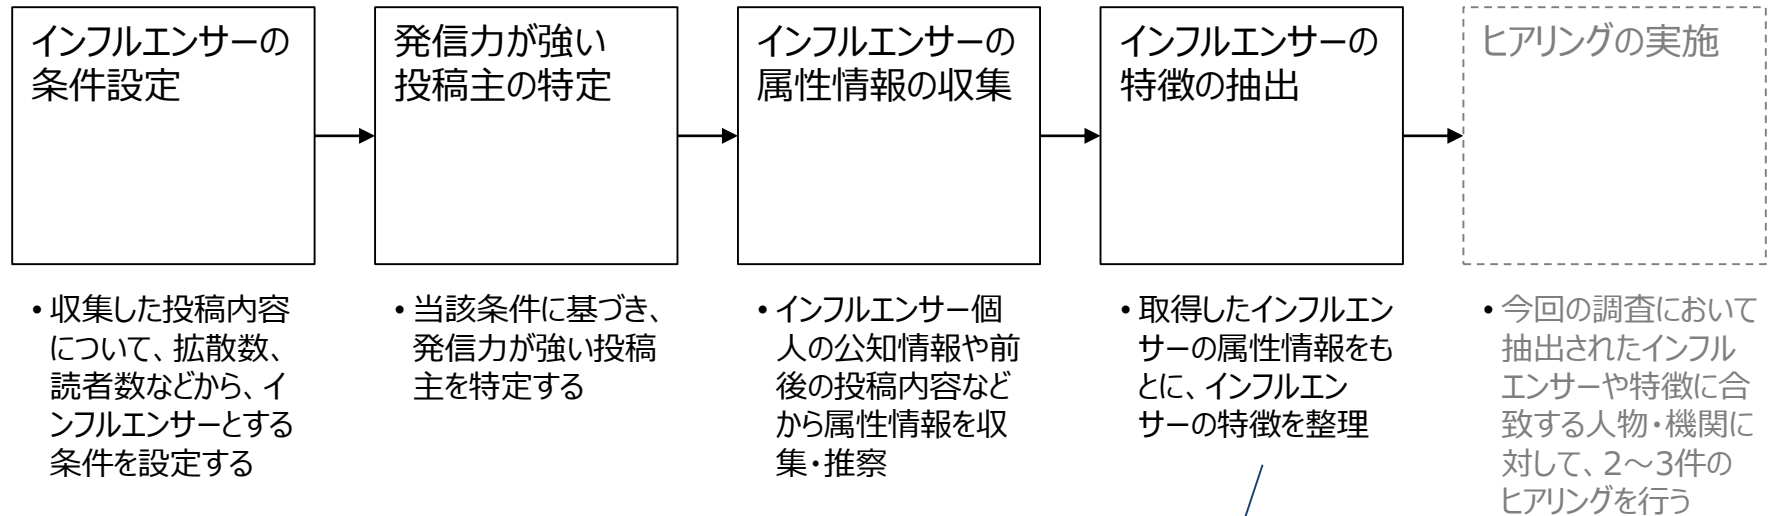 インフルエンサーの
条件設定
発信力が強い
投稿主の特定
インフルエンサーの
属性情報の収集
インフルエンサーの
特徴の抽出
ヒアリングの実施
• 収集した投稿内容
について、拡散数、
読者数などから、イ
ンフルエンサーとする
条件を設定する
• 当該条件に基づき、
発信力が強い投稿
主を特定する
• インフルエンサー個
人の公知情報や前
後の投稿内容など
から属性情報を収
集・推察
• 取得したインフルエン
サーの属性情報をも
とに、インフルエン
サーの特徴を整理
• 今回の調査において
抽出されたインフル
エンサーや特徴に合
致する人物・機関に
対して、2～3件の
ヒアリングを行う